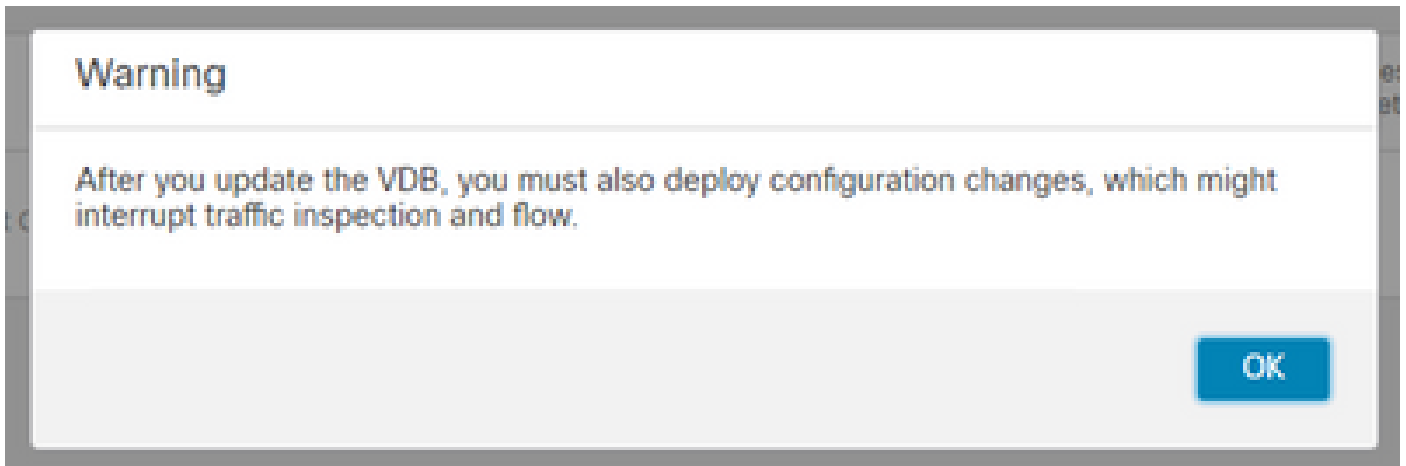 Warning
After you update the VDB, you must also deploy configuration changes, which might
interrupt traffic inspection and flow.
OK